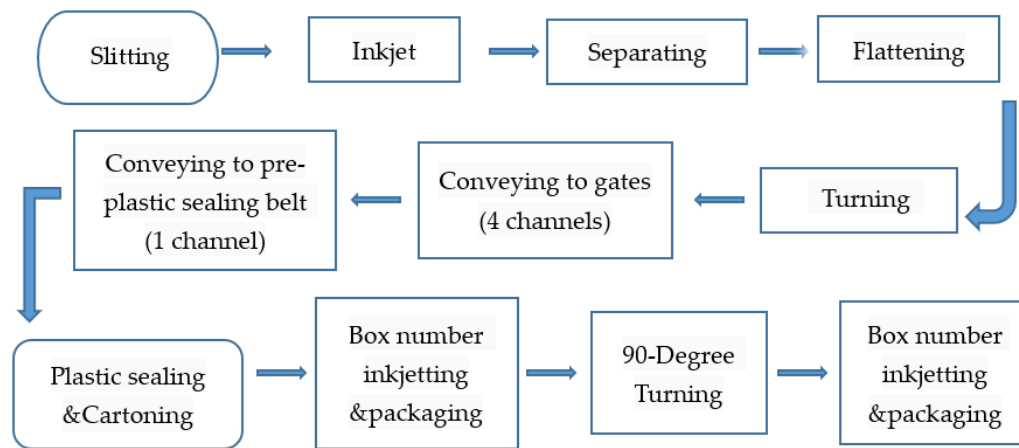 Slitting
Inkjet
Separating
Flattening
Turning
Conveying to gates
(4 channels)
Conveying to pre-
plastic sealing belt
(1 channel)
Plastic sealing
&Cartoning
Box number
inkjetting
&packaging
90-Degree
Turning
Box number
inkjetting
&packaging